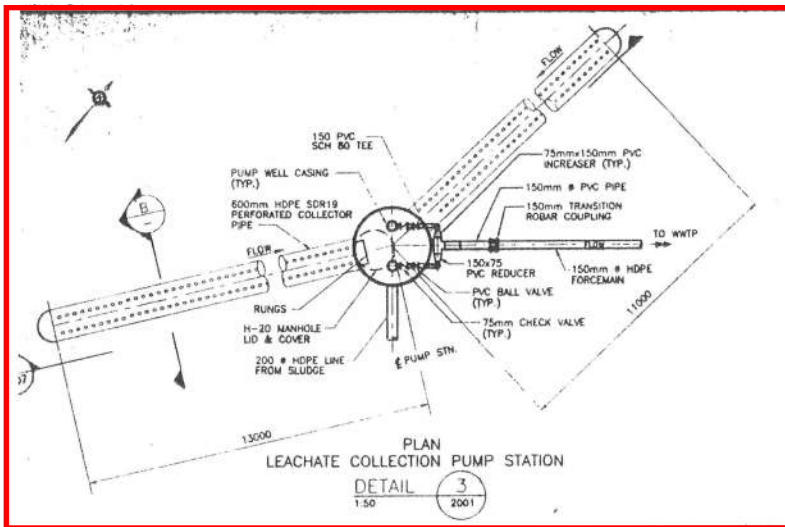 FLOW
150 PVC
SCH 80 TEE
PUMP WELL CASING
(TYP.)
600mm HDPE SDR19
PERFORATED COLLECTOR
PIPE
75mmx150mm PVC
INCREASER (TYP.)
150mm ø PVC PIPE
150mm TRANSITION
ROBAR COUPLING
B
FLOW
FLOW
TO WWTP
150x75
PVC REDUCER
150mm ø HDPE
FORCEMAIN
RUNGS
PVC BALL VALVE
(TYP.)
H-20 MANHOLE
LID & COVER
75mm CHECK VALVE
(TYP.)
200 ø HDPE LINE
FROM SLUDGE
℄ PUMP STN.
11000
13000
PLAN
LEACHATE COLLECTION PUMP STATION
DETAIL 3
1:50 2001